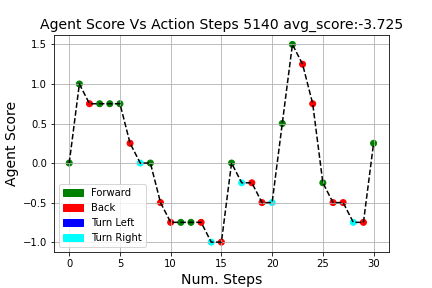 Agent Score Vs Action Steps 5140 avg_score:-3.725
Agent Score
1.5
1.0
0.5
0.0
−0.5
−1.0
Forward
Back
Turn Left
Turn Right
0 5 10 15 20 25 30
Num. Steps